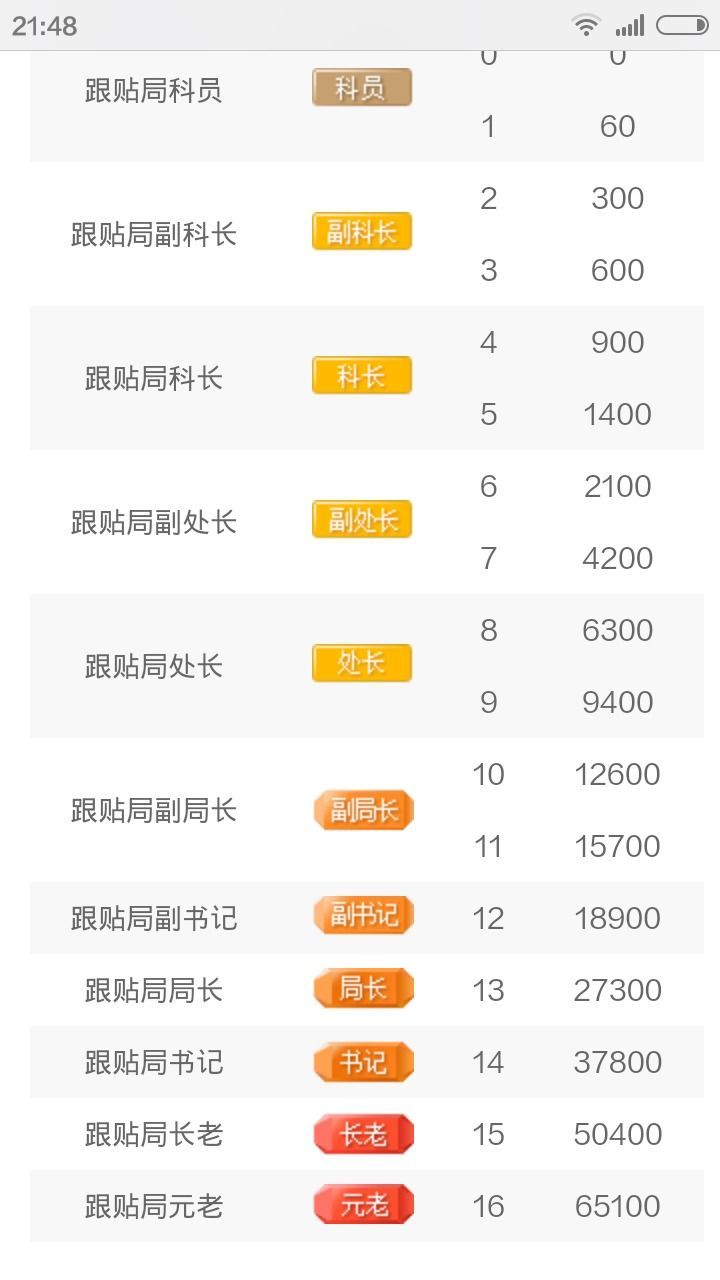 21:48
0 0
跟贴局科员 科员
1 60
2 300
跟贴局副科长 副科长
3 600
4 900
跟贴局科长 科长
5 1400
6 2100
跟贴局副处长 副处长
7 4200
8 6300
跟贴局处长 处长
9 9400
10 12600
跟贴局副局长 副局长
11 15700
跟贴局副书记 副书记 12 18900
跟贴局局长 局长 13 27300
跟贴局书记 书记 14 37800
跟贴局长老 长老 15 50400
跟贴局元老 元老 16 65100